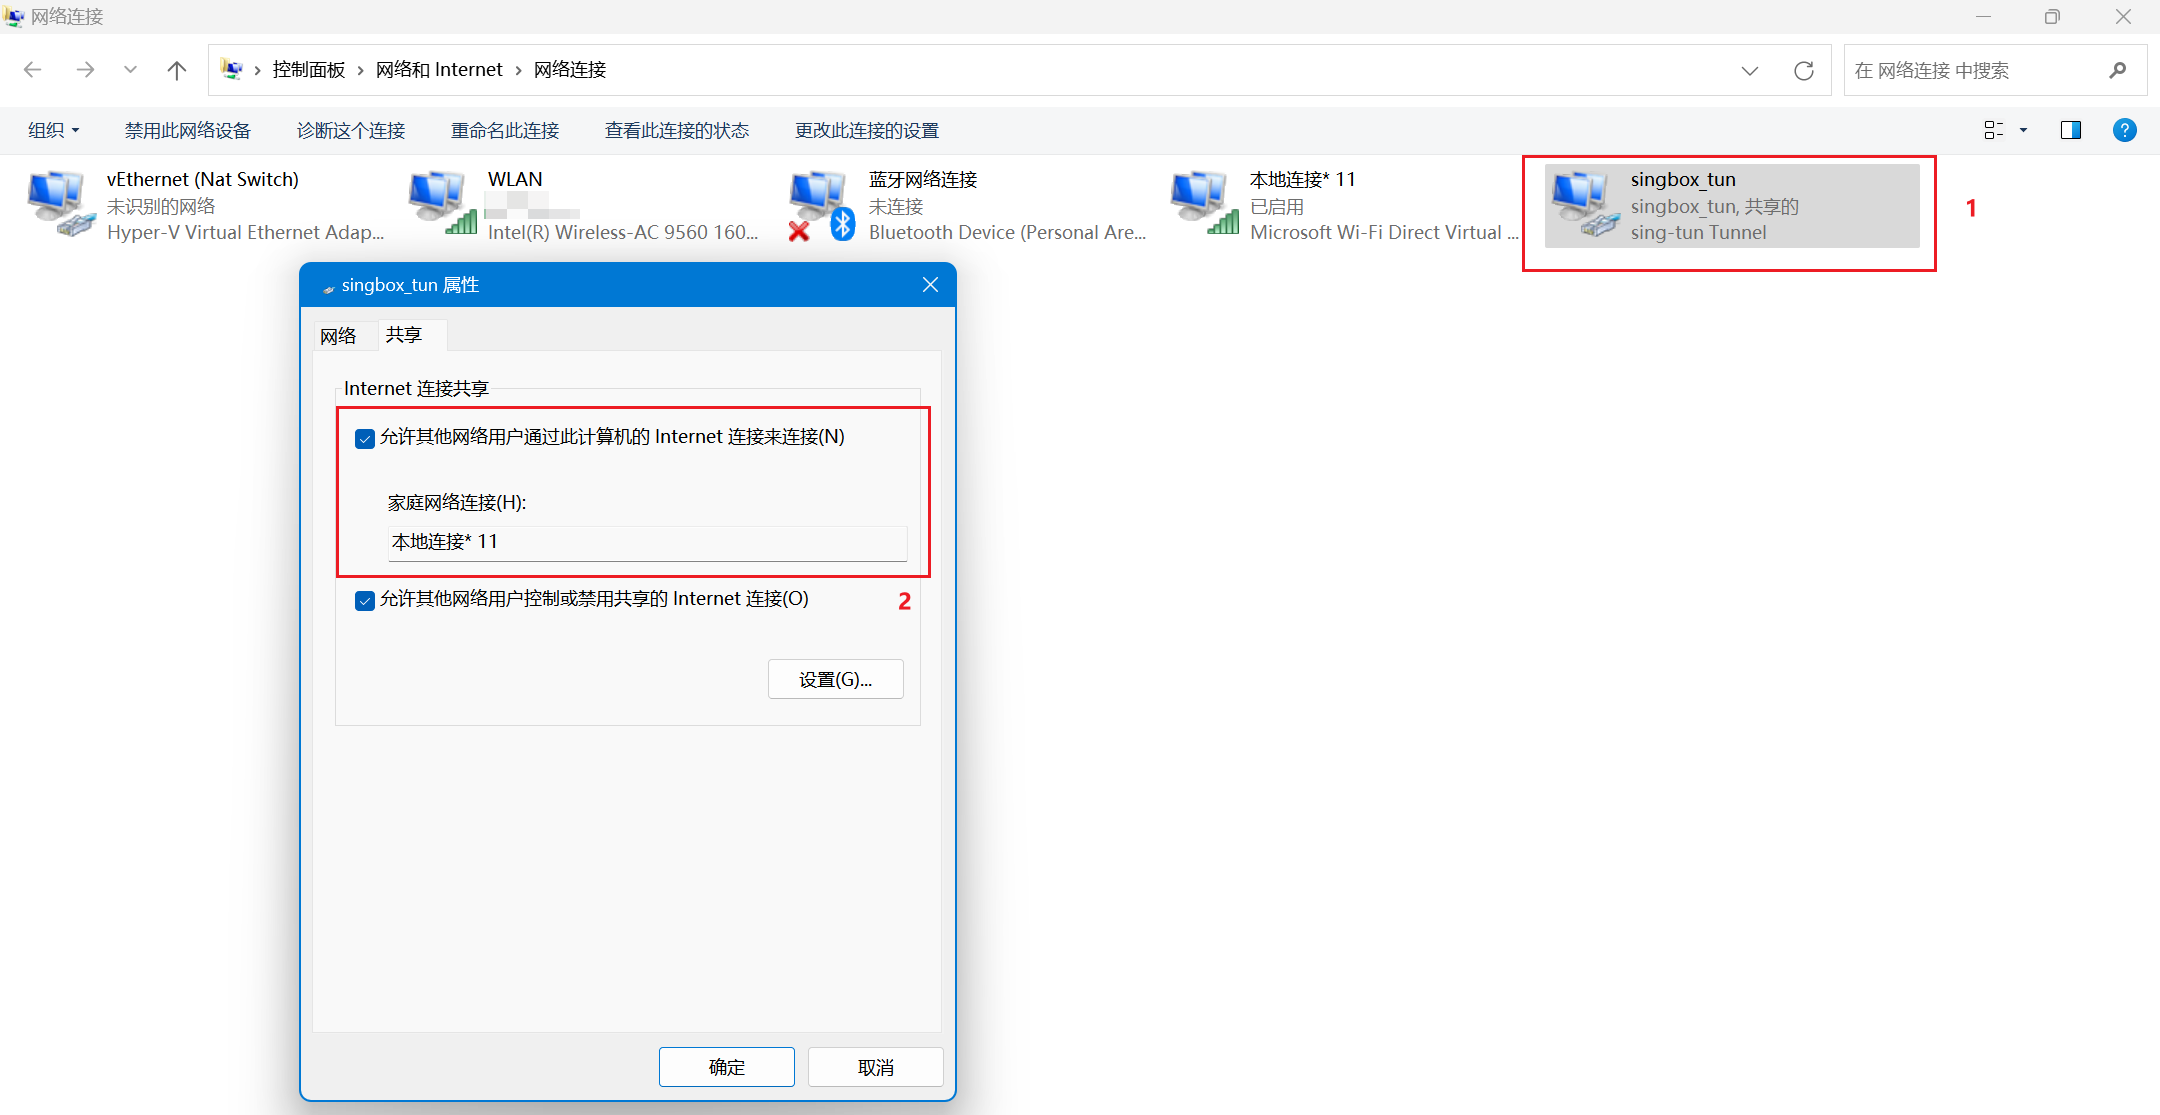 网络连接
控制面板 › 网络和 Internet › 网络连接
在 网络连接 中搜索
组织 禁用此网络设备 诊断这个连接 重命名此连接 查看此连接的状态 更改此连接的设置
vEthernet (Nat Switch)
未识别的网络
Hyper-V Virtual Ethernet Adap...
WLAN
Intel(R) Wireless-AC 9560 160...
蓝牙网络连接
未连接
Bluetooth Device (Personal Are...
本地连接* 11
已启用
Microsoft Wi-Fi Direct Virtual ...
singbox_tun
singbox_tun, 共享的
sing-tun Tunnel
1
singbox_tun 属性
网络 共享
Internet 连接共享
允许其他网络用户通过此计算机的 Internet 连接来连接(N)
家庭网络连接(H):
本地连接* 11
允许其他网络用户控制或禁用共享的 Internet 连接(O)
2
设置(G)...
确定 取消